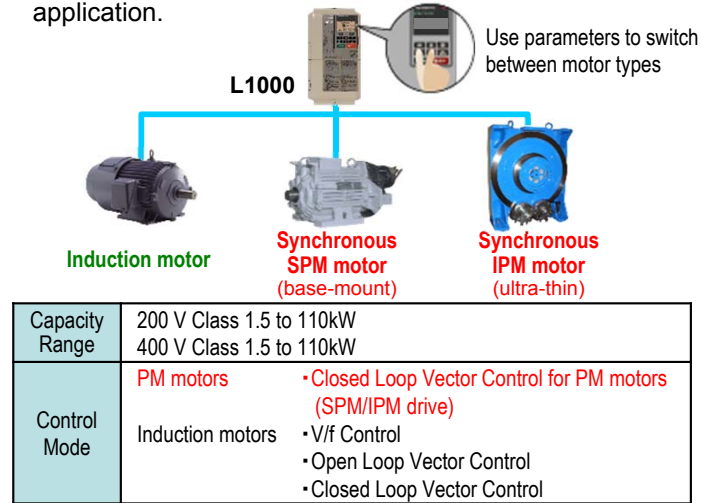 application.
Use parameters to switch
between motor types
L1000
Induction motor
Synchronous
SPM motor
(base-mount)
Synchronous
IPM motor
(ultra-thin)
Capacity
Range
200 V Class 1.5 to 110kW
400 V Class 1.5 to 110kW
Control
Mode
PM motors ・Closed Loop Vector Control for PM motors
(SPM/IPM drive)
Induction motors ・V/f Control
・Open Loop Vector Control
・Closed Loop Vector Control